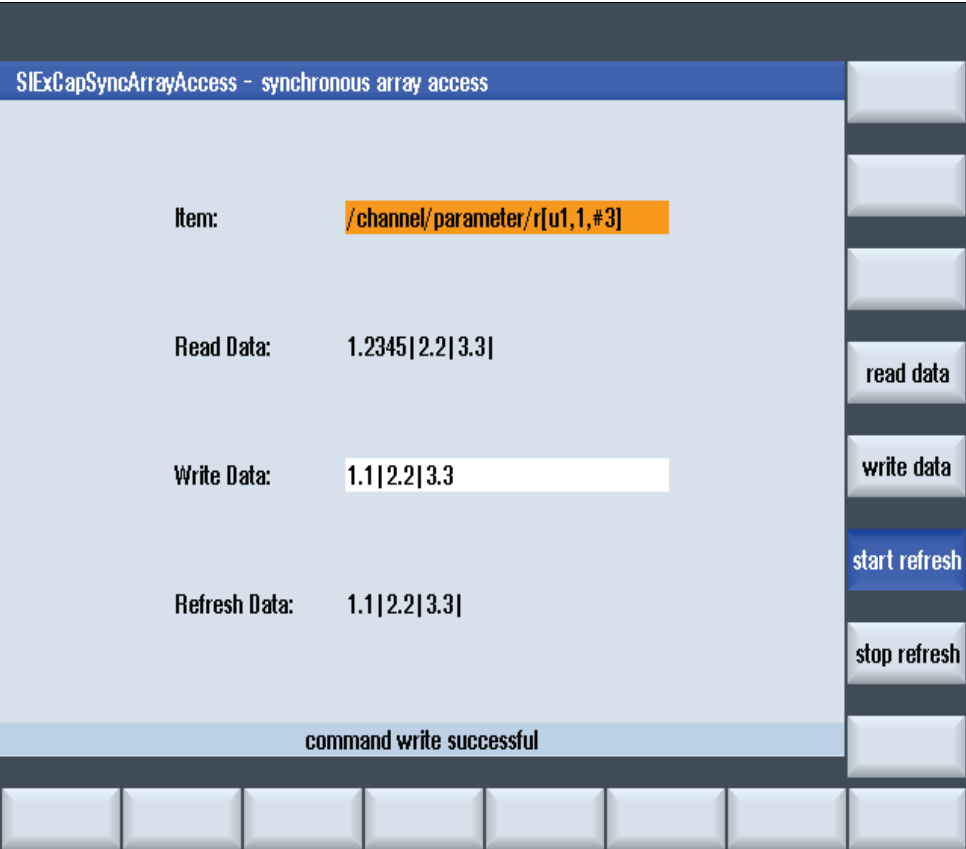 SlExCapSyncArrayAccess - synchronous array access
Item: /channel/parameter/r[u1,1,#3]
Read Data: 1.2345|2.2|3.3|
read data
Write Data: 1.1|2.2|3.3
write data
start refresh
Refresh Data: 1.1|2.2|3.3|
stop refresh
command write successful